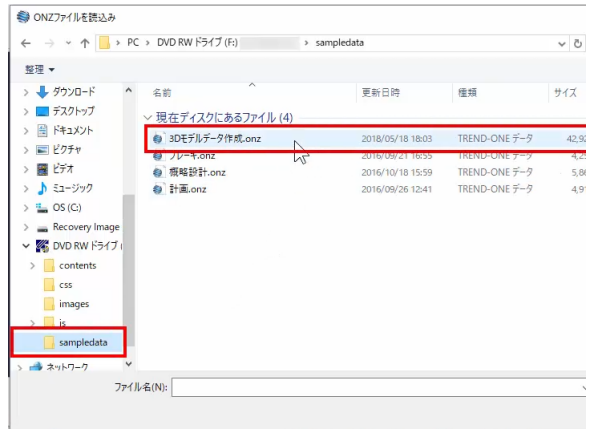 ONZファイルを読込み
PC > DVD RW ドライブ (F:) > sampledata
整理
名前 更新日時 種類 サイズ
現在ディスクにあるファイル (4)
3Dモデルデータ作成.onz 2018/05/18 18:03 TREND-ONE データ 42,92
ブレーキ.onz 2016/09/21 16:55 TREND-ONE データ 4,25
概略設計.onz 2016/10/18 15:59 TREND-ONE データ 5,86
計画.onz 2016/09/26 12:41 TREND-ONE データ 4,91
ダウンロード
デスクトップ
ドキュメント
ピクチャ
ビデオ
ミュージック
OS (C:)
Recovery Image
DVD RW ドライブ (
contents
css
images
js
sampledata
ネットワーク
ファイル名(N):